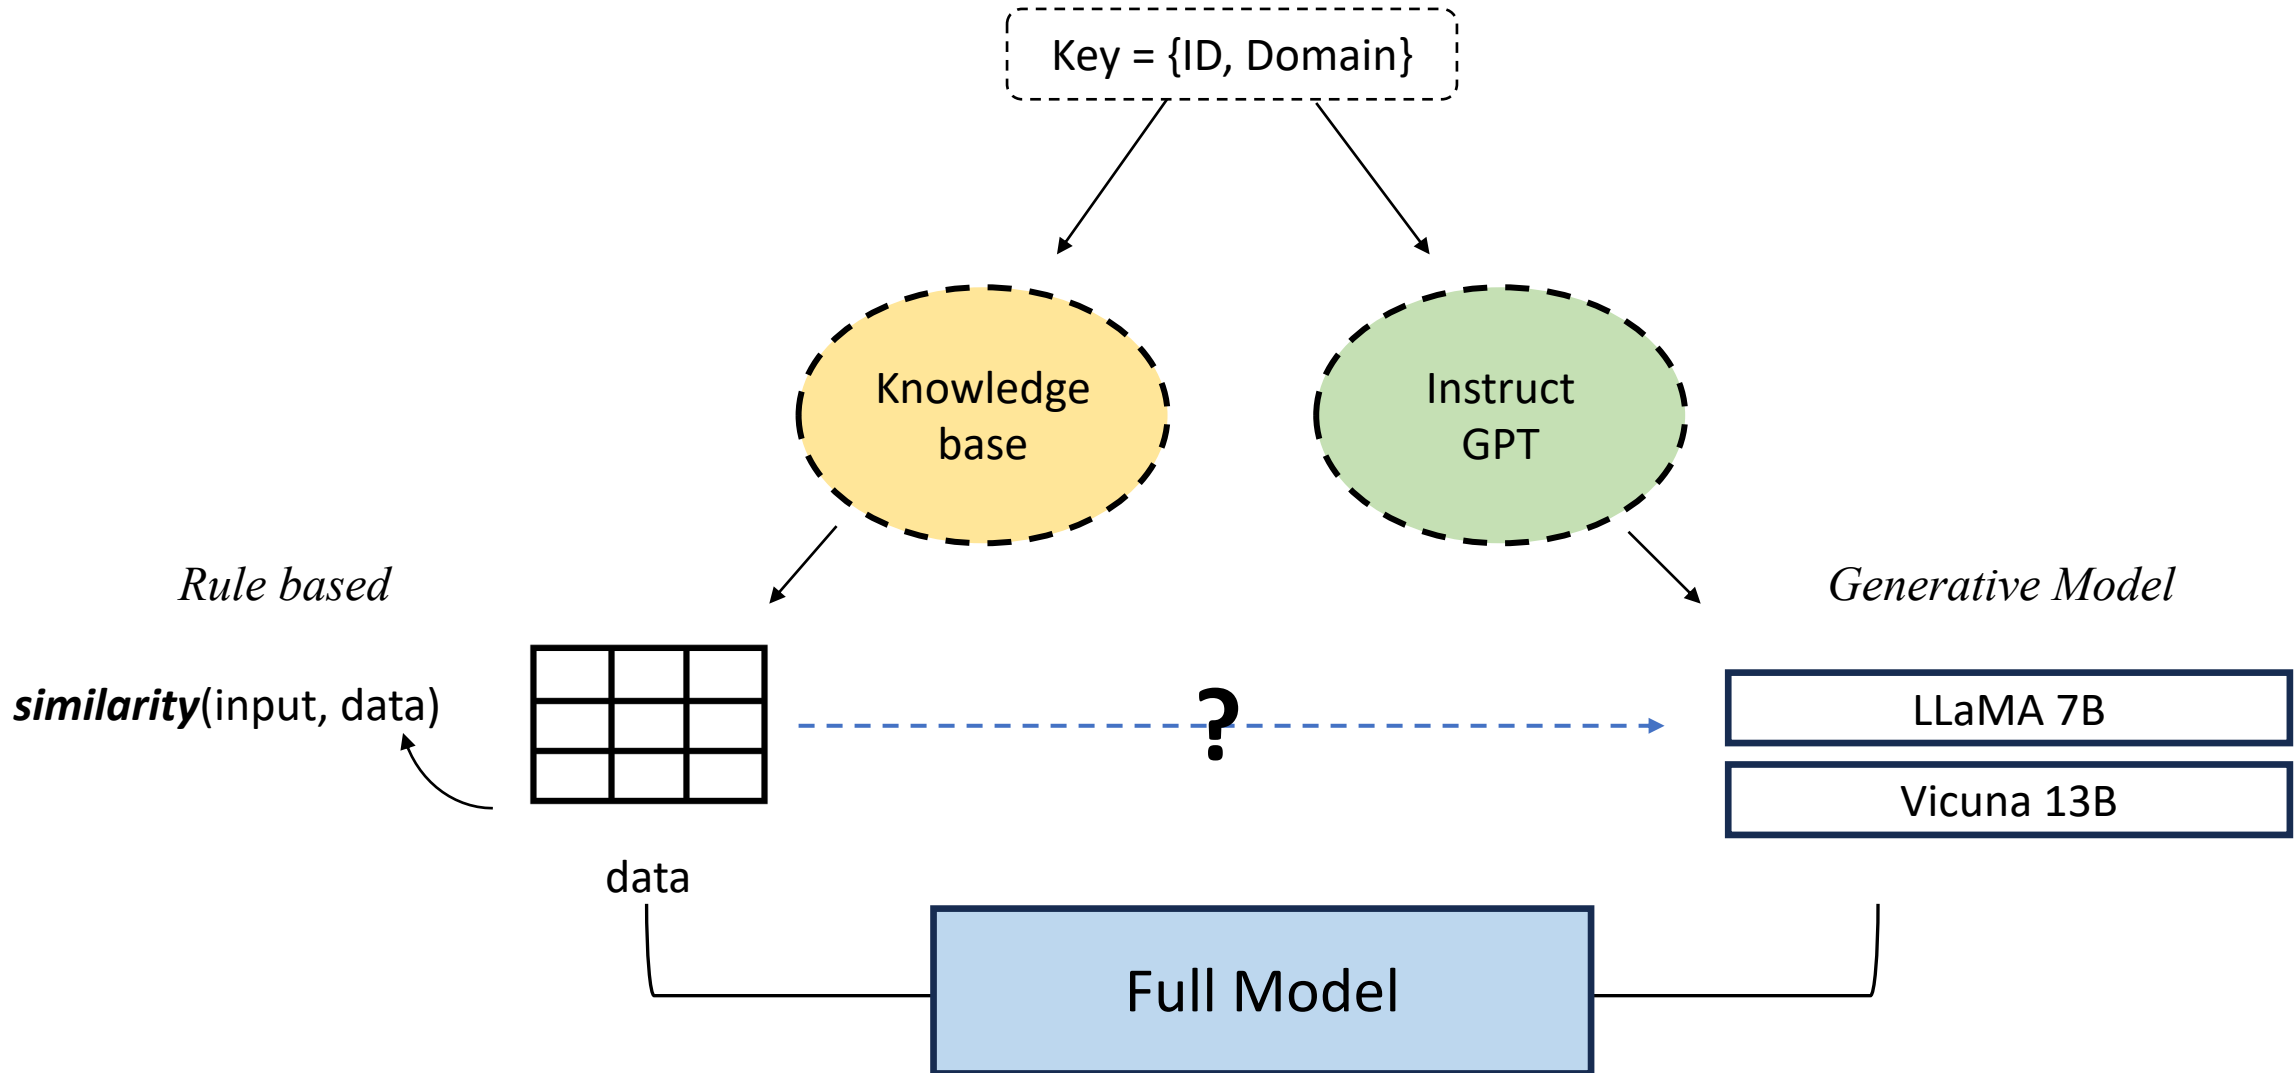 Key = {ID, Domain}
Knowledge
base
Instruct
GPT
Rule based
Generative Model
similarity(input, data)
?
LLaMA 7B
Vicuna 13B
data
Full Model